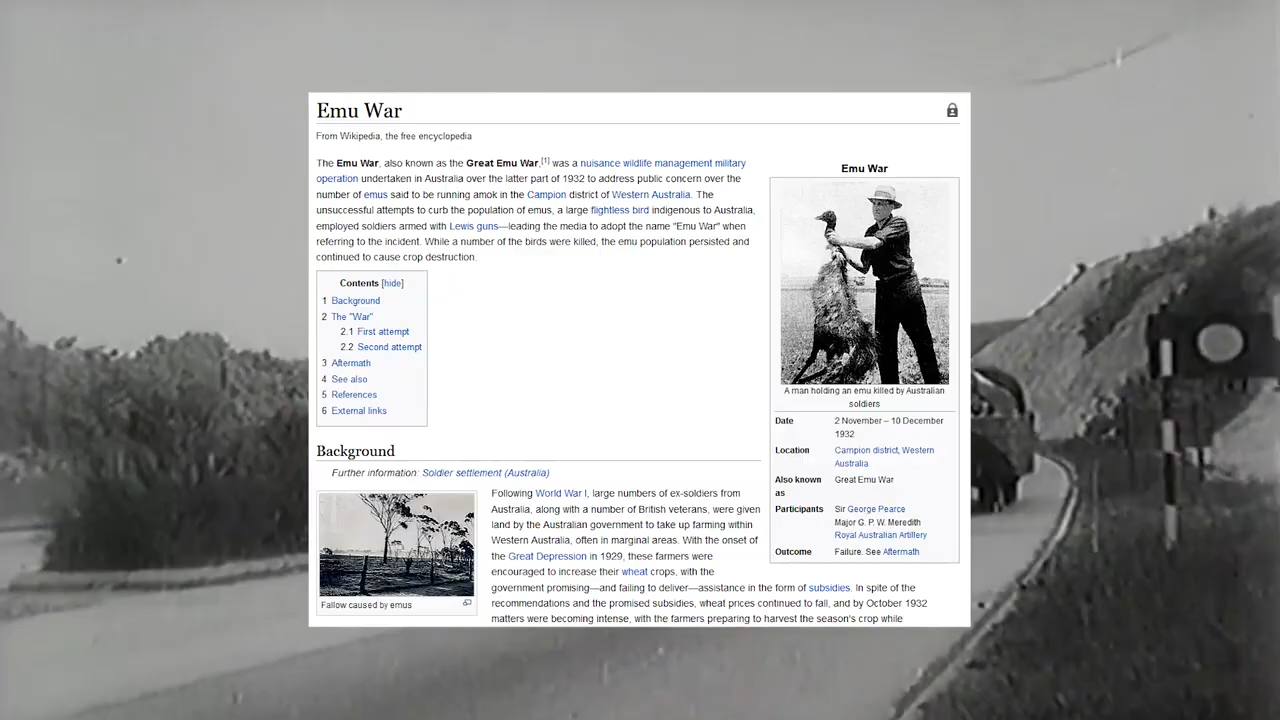 Emu War
From Wikipedia, the free encyclopedia
The Emu War, also known as the Great Emu War,[1] was a nuisance wildlife management military
operation undertaken in Australia over the latter part of 1932 to address public concern over the
number of emus said to be running amok in the Campion district of Western Australia. The
unsuccessful attempts to curb the population of emus, a large flightless bird indigenous to Australia,
employed soldiers armed with Lewis guns—leading the media to adopt the name "Emu War" when
referring to the incident. While a number of the birds were killed, the emu population persisted and
continued to cause crop destruction.
Contents [hide]
1 Background
2 The "War"
2.1 First attempt
2.2 Second attempt
3 Aftermath
4 See also
5 References
6 External links
Emu War
A man holding an emu killed by Australian
soldiers
Date 2 November – 10 December
1932
Location Campion district, Western
Australia
Also known Great Emu War
as
Participants Sir George Pearce
Major G. P. W. Meredith
Royal Australian Artillery
Outcome Failure. See Aftermath
Background
Further information: Soldier settlement (Australia)
Fallow caused by emus
Following World War I, large numbers of ex-soldiers from
Australia, along with a number of British veterans, were given
land by the Australian government to take up farming within
Western Australia, often in marginal areas. With the onset of
the Great Depression in 1929, these farmers were
encouraged to increase their wheat crops, with the
government promising—and failing to deliver—assistance in the form of subsidies. In spite of the
recommendations and the promised subsidies, wheat prices continued to fall, and by October 1932
matters were becoming intense, with the farmers preparing to harvest the season's crop while